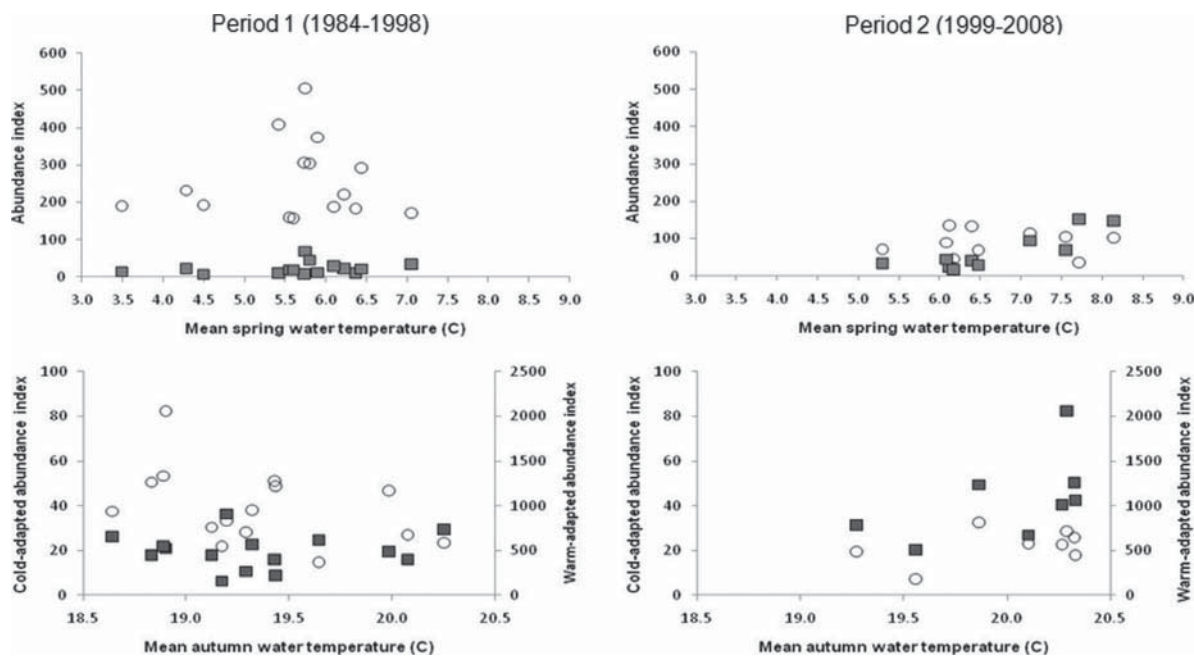 Period 1 (1984-1998)
Period 2 (1999-2008)
Abundance index
600
500
400
300
200
100
0
3.0 3.5 4.0 4.5 5.0 5.5 6.0 6.5 7.0 7.5 8.0 8.5 9.0
Mean spring water temperature (C)
Abundance index
600
500
400
300
200
100
0
3.0 3.5 4.0 4.5 5.0 5.5 6.0 6.5 7.0 7.5 8.0 8.5 9.0
Mean spring water temperature (C)
Cold-adapted abundance index
100
80
60
40
20
0
2500
2000
1500
1000
500
0
Warm-adapted abundance index
18.5 19.0 19.5 20.0 20.5
Mean autumn water temperature (C)
Cold-adapted abundance index
100
80
60
40
20
0
2500
2000
1500
1000
500
0
Warm-adapted abundance index
18.5 19.0 19.5 20.0 20.5
Mean autumn water temperature (C)